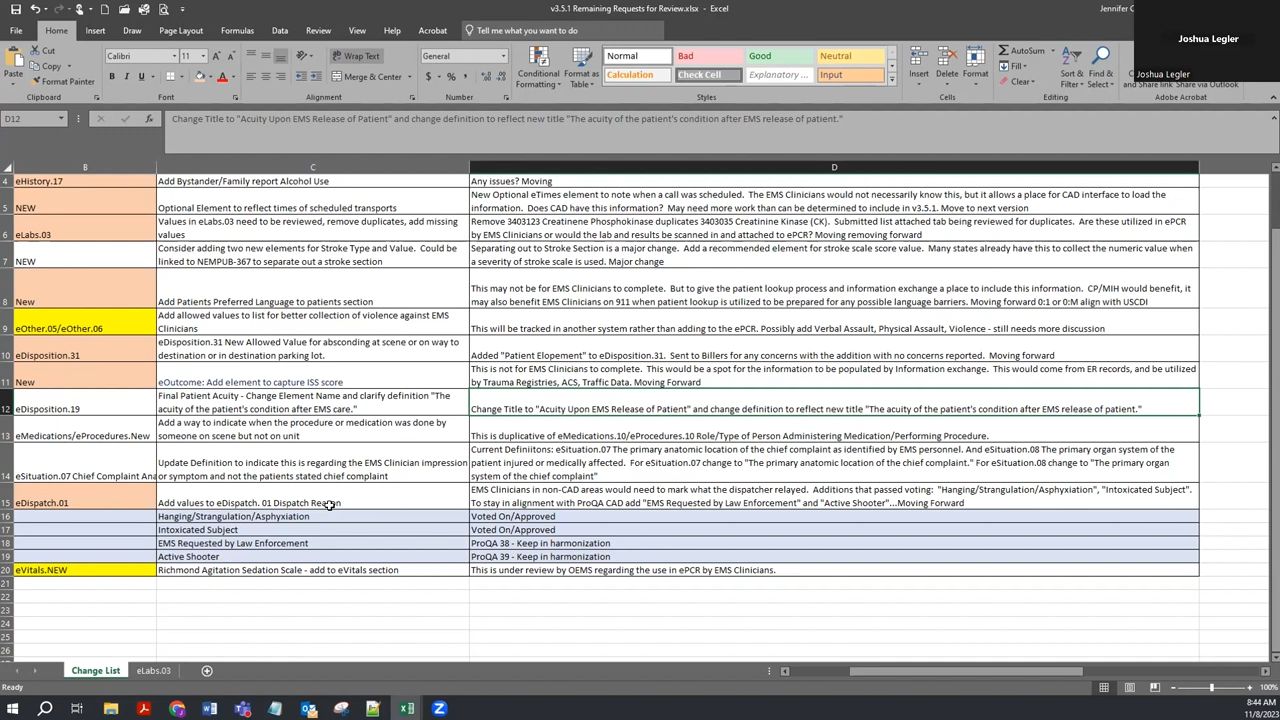 v3.5.1 Remaining Requests for Review.xlsx - Excel
Jennifer C
Joshua Legler
Joshua Legler
File Home Insert Draw Page Layout Formulas Data Review View Help Acrobat Tell me what you want to do
Paste Cut Copy Format Painter Clipboard
Calibri 11 B I U Font
Wrap Text Merge & Center Alignment
General $ % , Number
Conditional Formatting Format as Table
Normal Bad Good Neutral
Calculation Check Cell Explanatory ... Input
Styles
Insert Delete Format Cells
AutoSum Fill Clear Sort & Filter Find & Select Editing
and Share link Share via Outlook
Adobe Acrobat
D12 fx Change Title to "Acuity Upon EMS Release of Patient" and change definition to reflect new title "The acuity of the patient's condition after EMS release of patient."
B C D
4 eHistory.17 Add Bystander/Family report Alcohol Use Any issues? Moving
New Optional eTimes element to note when a call was scheduled. The EMS Clinicians would not necessarily know this, but it allows a place for CAD interface to load the
5 NEW Optional Element to reflect times of scheduled transports information. Does CAD have this information? May need more work than can be determined to include in v3.5.1. Move to next version
Values in eLabs.03 need to be reviewed, remove duplicates, add missing Remove 3403123 Creatinene Phosphokinase duplicates 3403035 Creatinine Kinase (CK). Submitted list attached tab being reviewed for duplicates. Are these utilized in ePCR
6 eLabs.03 values by EMS Clinicians or would the lab and results be scanned in and attached to ePCR? Moving removing forward
Consider adding two new elements for Stroke Type and Value. Could be Separating out to Stroke Section is a major change. Add a recommended element for stroke scale score value. Many states already have this to collect the numeric value when
7 NEW linked to NEMPUB-367 to separate out a stroke section a severity of stroke scale is used. Major change
This may not be for EMS Clinicians to complete. But to give the patient lookup process and information exchange a place to include this information. CP/MIH would benefit, it
8 New Add Patients Preferred Language to patients section may also benefit EMS Clinicians on 911 when patient lookup is utilized to be prepared for any possible language barriers. Moving forward 0:1 or 0:M align with USCDI
Add allowed values to list for better collection of violence against EMS
9 eOther.05/eOther.06 Clinicians This will be tracked in another system rather than adding to the ePCR. Possibly add Verbal Assault, Physical Assault, Violence - still needs more discussion
eDisposition.31 New Allowed Value for absconding at scene or on way to
10 eDisposition.31 destination or in destination parking lot. Added "Patient Elopement" to eDisposition.31. Sent to Billers for any concerns with the addition with no concerns reported. Moving forward
This is not for EMS Clinicians to complete. This would be a spot for the information to be populated by Information exchange. This would come from ER records, and be utilized
11 New eOutcome: Add element to capture ISS score by Trauma Registries, ACS, Traffic Data. Moving Forward
Final Patient Acuity - Change Element Name and clarify definition "The
12 eDisposition.19 acuity of the patient's condition after EMS care." Change Title to "Acuity Upon EMS Release of Patient" and change definition to reflect new title "The acuity of the patient's condition after EMS release of patient."
Add a way to indicate when the procedure or medication was done by
13 eMedications/eProcedures.New someone on scene but not on unit This is duplicative of eMedications.10/eProcedures.10 Role/Type of Person Administering Medication/Performing Procedure.
Current Definitons: eSituation.07 The primary anatomic location of the chief complaint as identified by EMS personnel. And eSituation.08 The primary organ system of the
Update Definition to indicate this is regarding the EMS Clinician impression patient injured or medically affected. For eSituation.07 change to "The primary anatomic location of the chief complaint." For eSituation.08 change to "The primary organ
14 eSituation.07 Chief Complaint Ana or symptom and not the patients stated chief complaint system of the chief complaint"
EMS Clinicians in non-CAD areas would need to mark what the dispatcher relayed. Additions that passed voting: "Hanging/Strangulation/Asphyxiation", "Intoxicated Subject".
15 eDispatch.01 Add values to eDispatch. 01 Dispatch Reason To stay in alignment with ProQA CAD add "EMS Requested by Law Enforcement" and "Active Shooter"...Moving Forward
16 Hanging/Strangulation/Asphyxiation Voted On/Approved
17 Intoxicated Subject Voted On/Approved
18 EMS Requested by Law Enforcement ProQA 38 - Keep in harmonization
19 Active Shooter ProQA 39 - Keep in harmonization
20 eVitals.NEW Richmond Agitation Sedation Scale - add to eVitals section This is under review by OEMS regarding the use in ePCR by EMS Clinicians.
21
22
23
24
25
26
Change List eLabs.03
Ready 100%
8:44 AM
11/8/2023